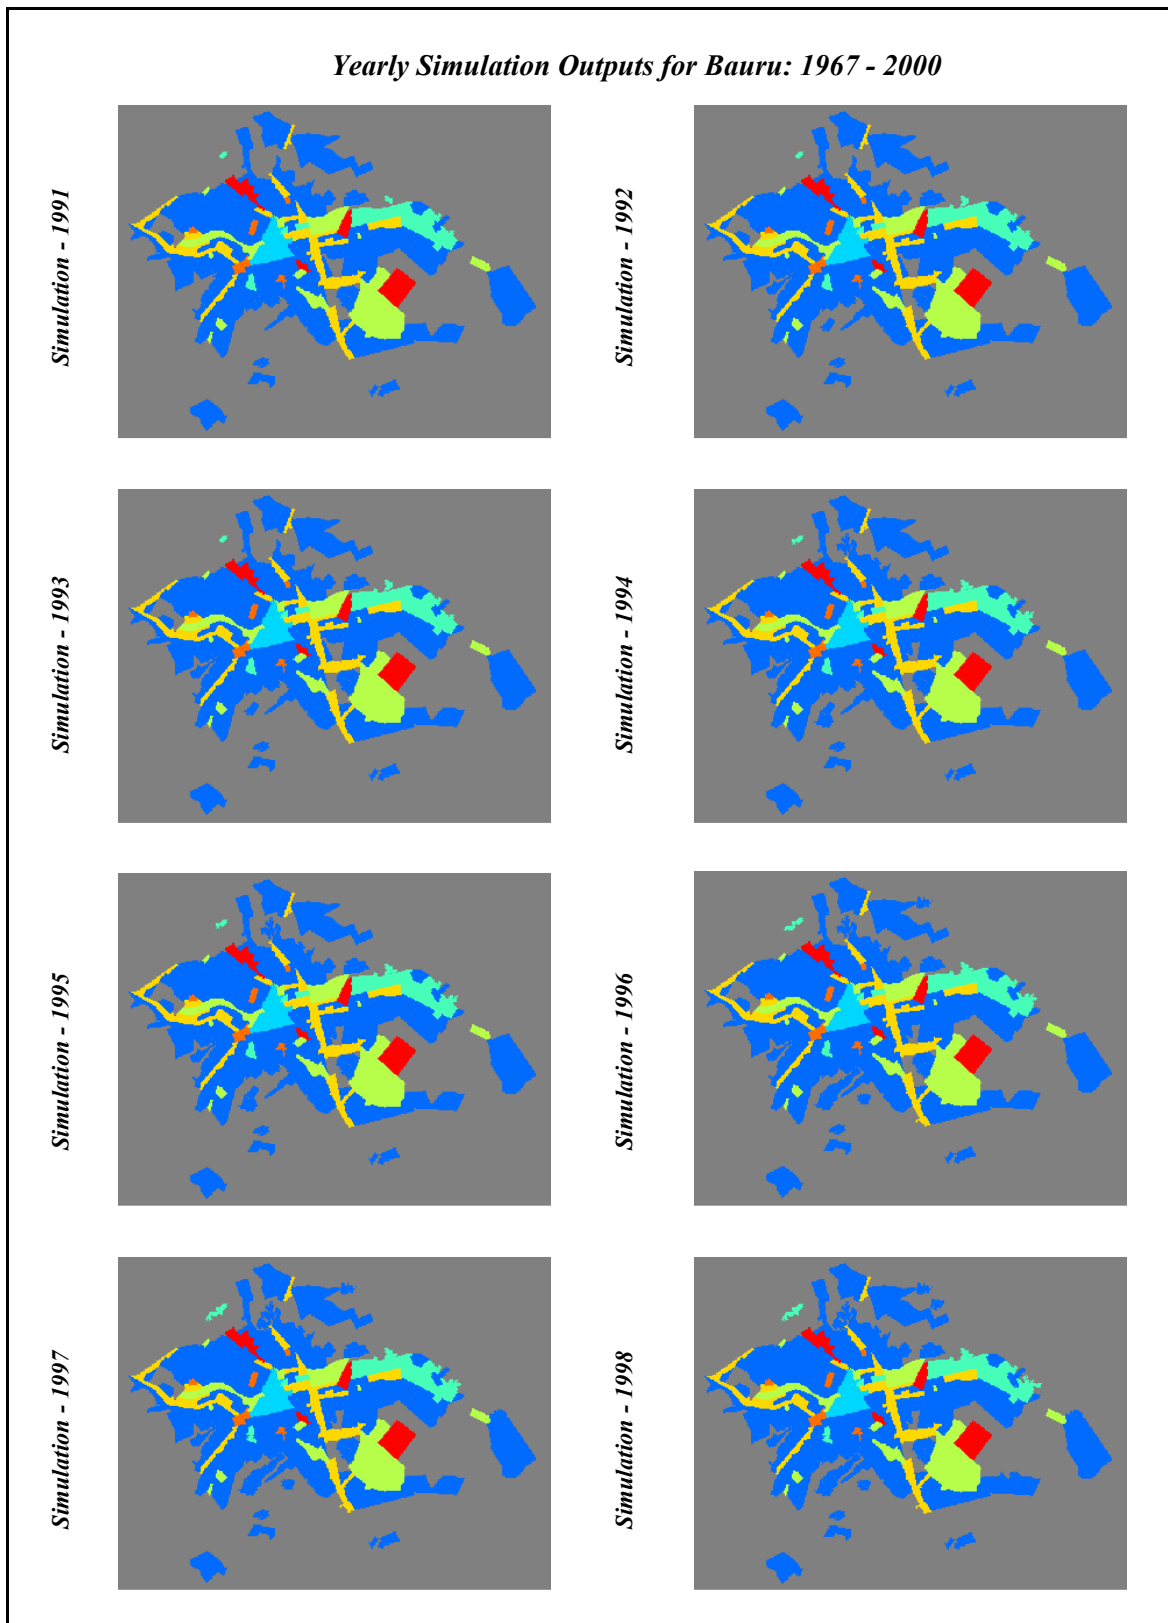 Yearly Simulation Outputs for Bauru: 1967 - 2000
Simulation - 1991
Simulation - 1992
Simulation - 1993
Simulation - 1994
Simulation - 1995
Simulation - 1996
Simulation - 1997
Simulation - 1998